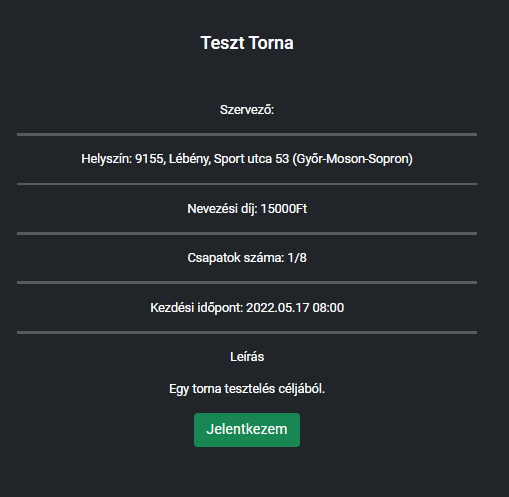 Teszt Torna
Szervező:
Helyszín: 9155, Lébény, Sport utca 53 (Győr-Moson-Sopron)
Nevezési díj: 15000Ft
Csapatok száma: 1/8
Kezdési időpont: 2022.05.17 08:00
Leírás
Egy torna tesztelés céljából.
Jelentkezem